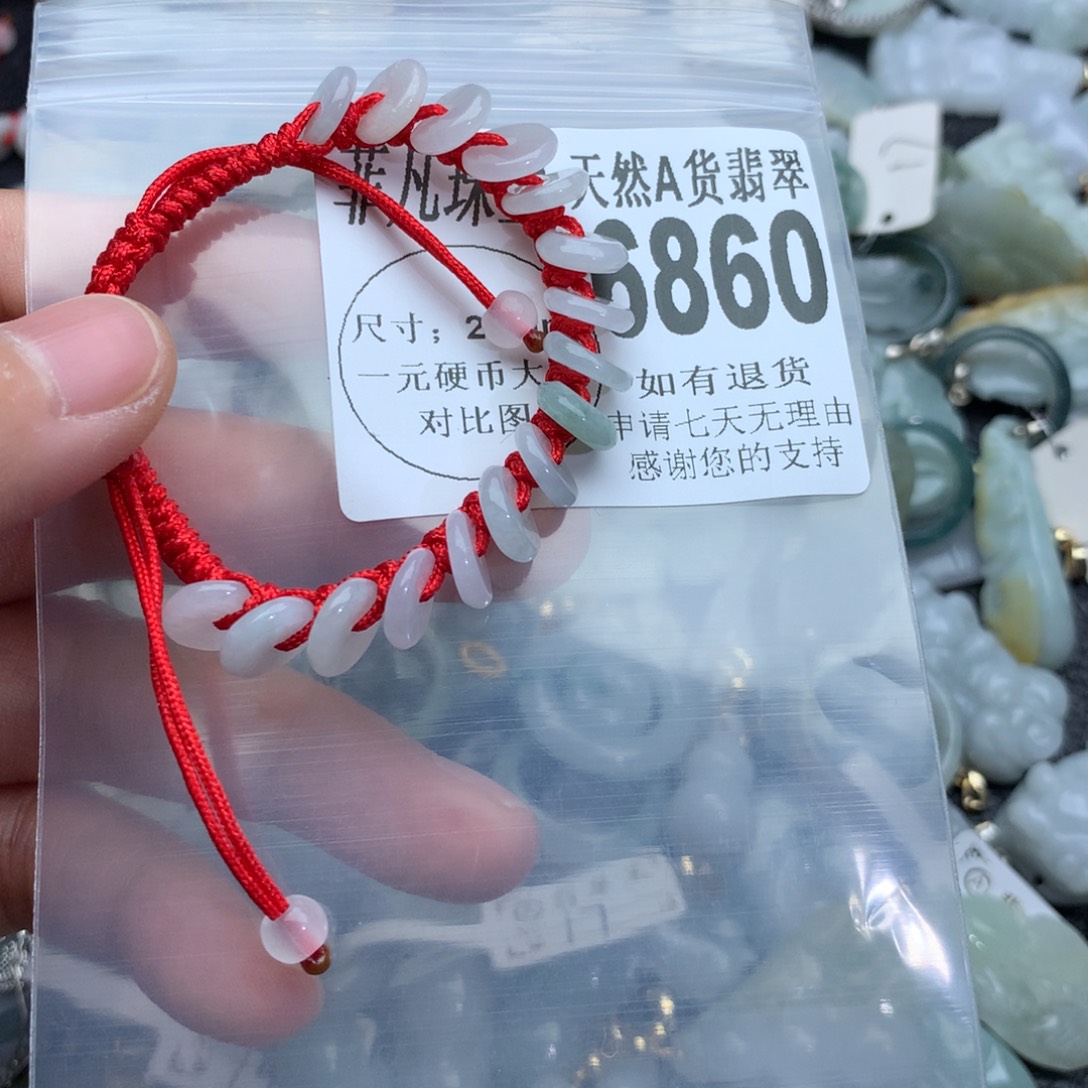 菲凡珠 天然A货翡翠
6860
尺寸；2
一元硬币大
对比图
如有退货
申请七天无理由
感谢您的支持